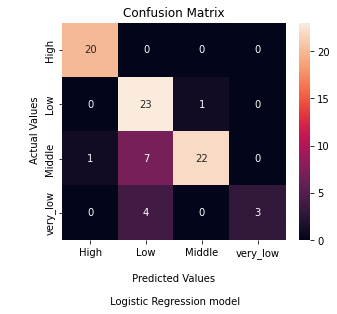 Confusion Matrix
High 20 0 0 0
Low 0 23 1 0
Middle 1 7 22 0
very_low 0 4 0 3
Actual Values
High Low Middle very_low
Predicted Values
Logistic Regression model
20
15
10
5
0